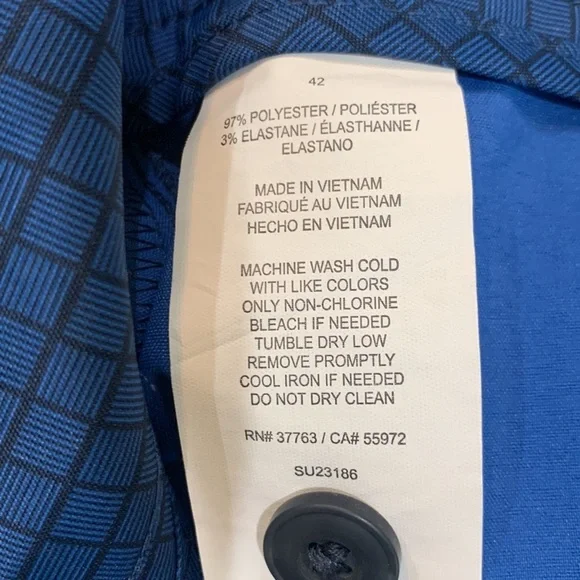 42
97% POLYESTER / POLIÉSTER
3% ELASTANE / ÉLASTHANNE /
ELASTANO
MADE IN VIETNAM
FABRIQUÉ AU VIETNAM
HECHO EN VIETNAM
MACHINE WASH COLD
WITH LIKE COLORS
ONLY NON-CHLORINE
BLEACH IF NEEDED
TUMBLE DRY LOW
REMOVE PROMPTLY
COOL IRON IF NEEDED
DO NOT DRY CLEAN
RN# 37763 / CA# 55972
SU23186